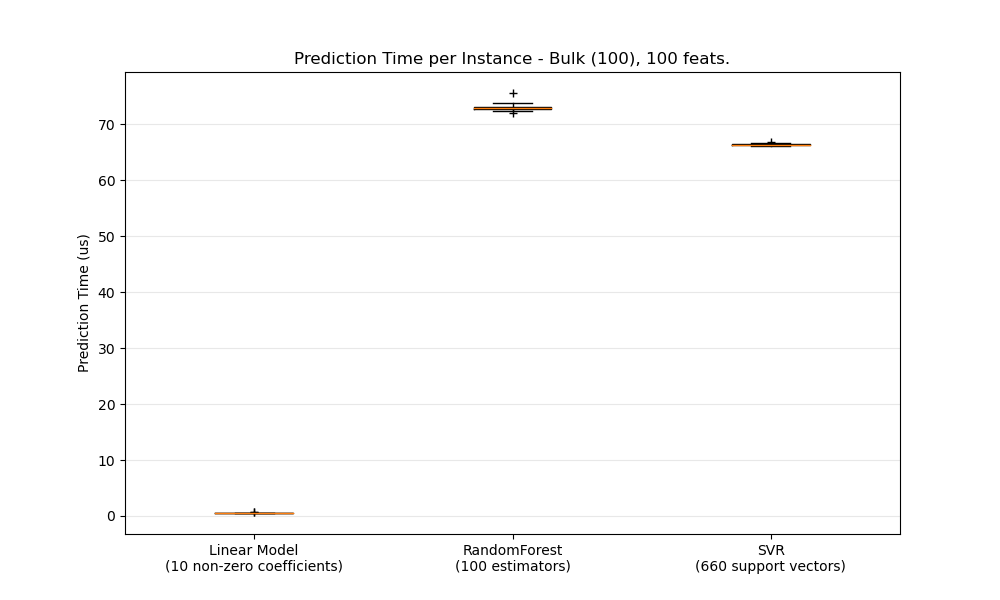 Prediction Time per Instance - Bulk (100), 100 feats.
Prediction Time (us)
70
60
50
40
30
20
10
0
Linear Model
(10 non-zero coefficients)
RandomForest
(100 estimators)
SVR
(660 support vectors)